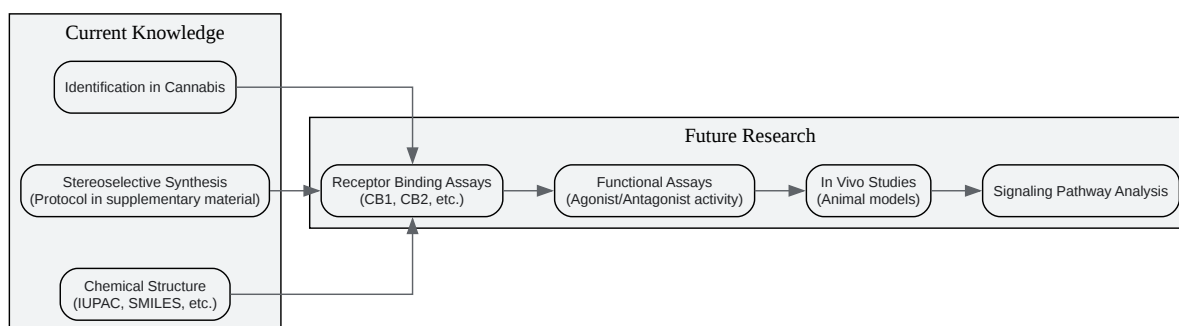 Current Knowledge
Identification in Cannabis
Stereoselective Synthesis
(Protocol in supplementary material)
Chemical Structure
(IUPAC, SMILES, etc.)
Future Research
Receptor Binding Assays
(CB1, CB2, etc.)
Functional Assays
(Agonist/Antagonist activity)
In Vivo Studies
(Animal models)
Signaling Pathway Analysis